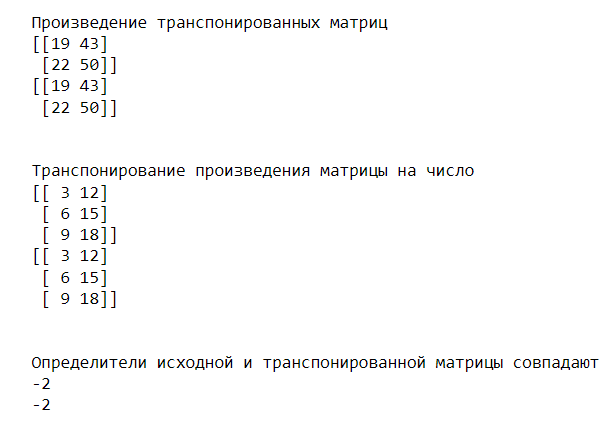 Произведение транспонированных матриц
[[19 43]
 [22 50]]
[[19 43]
 [22 50]]
Транспонирование произведения матрицы на число
[[ 3 12]
 [ 6 15]
 [ 9 18]]
[[ 3 12]
 [ 6 15]
 [ 9 18]]
Определители исходной и транспонированной матрицы совпадают
-2
-2